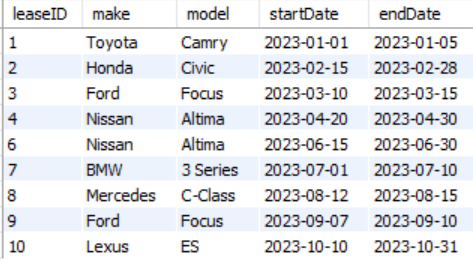 leaseID make model startDate endDate
1 Toyota Camry 2023-01-01 2023-01-05
2 Honda Civic 2023-02-15 2023-02-28
3 Ford Focus 2023-03-10 2023-03-15
4 Nissan Altima 2023-04-20 2023-04-30
6 Nissan Altima 2023-06-15 2023-06-30
7 BMW 3 Series 2023-07-01 2023-07-10
8 Mercedes C-Class 2023-08-12 2023-08-15
9 Ford Focus 2023-09-07 2023-09-10
10 Lexus ES 2023-10-10 2023-10-31